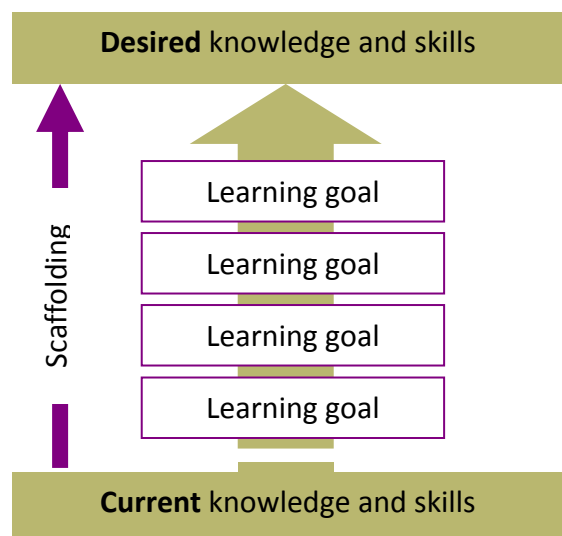 Desired knowledge and skills
Scaffolding
Learning goal
Learning goal
Learning goal
Learning goal
Current knowledge and skills